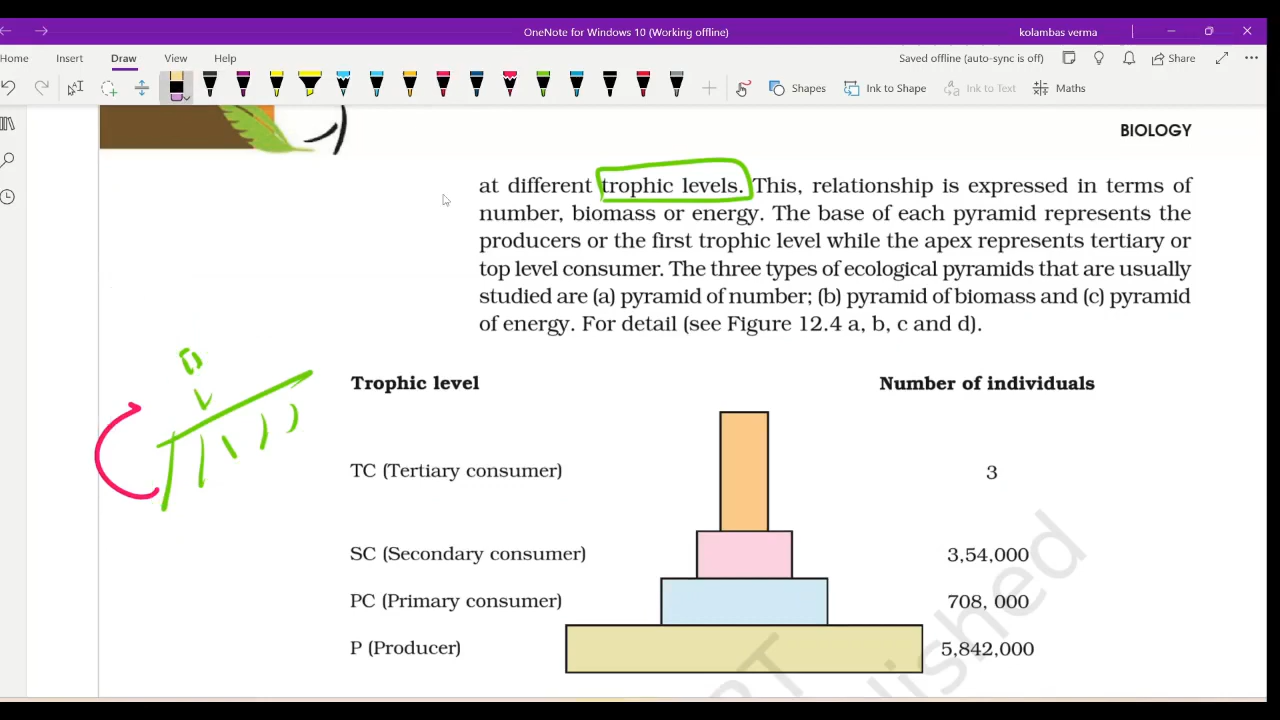 OneNote for Windows 10 (Working offline)
kolambas verma
Home Insert Draw View Help
Saved offline (auto-sync is off)
Share
Shapes
Ink to Shape
Ink to Text
Maths
BIOLOGY
at different trophic levels. This, relationship is expressed in terms of
number, biomass or energy. The base of each pyramid represents the
producers or the first trophic level while the apex represents tertiary or
top level consumer. The three types of ecological pyramids that are usually
studied are (a) pyramid of number; (b) pyramid of biomass and (c) pyramid
of energy. For detail (see Figure 12.4 a, b, c and d).
Trophic level Number of individuals
TC (Tertiary consumer) 3
SC (Secondary consumer) 3,54,000
PC (Primary consumer) 708, 000
P (Producer) 5,842,000